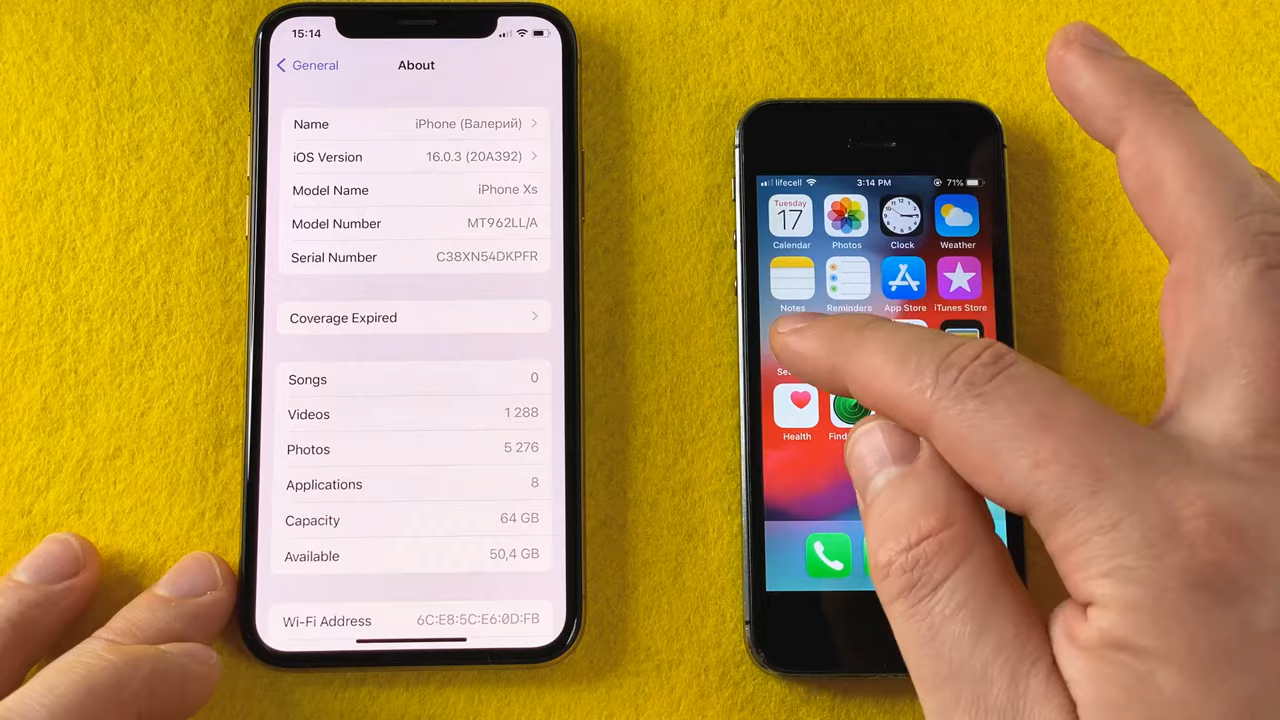 15:14
General
About
Name
iPhone (Валерий)
iOS Version
16.0.3 (20A392)
Model Name
iPhone Xs
Model Number
MT962LL/A
Serial Number
C38XN54DKPFR
Coverage Expired
Songs
0
Videos
1 288
Photos
5 276
Applications
8
Capacity
64 GB
Available
50,4 GB
Wi-Fi Address
6C:E8:5C:E6:0D:FB
lifecell
3:14 PM
71%
Tuesday
17
Calendar
Photos
Clock
Weather
Notes
Reminders
App Store
iTunes Store
Health
Find